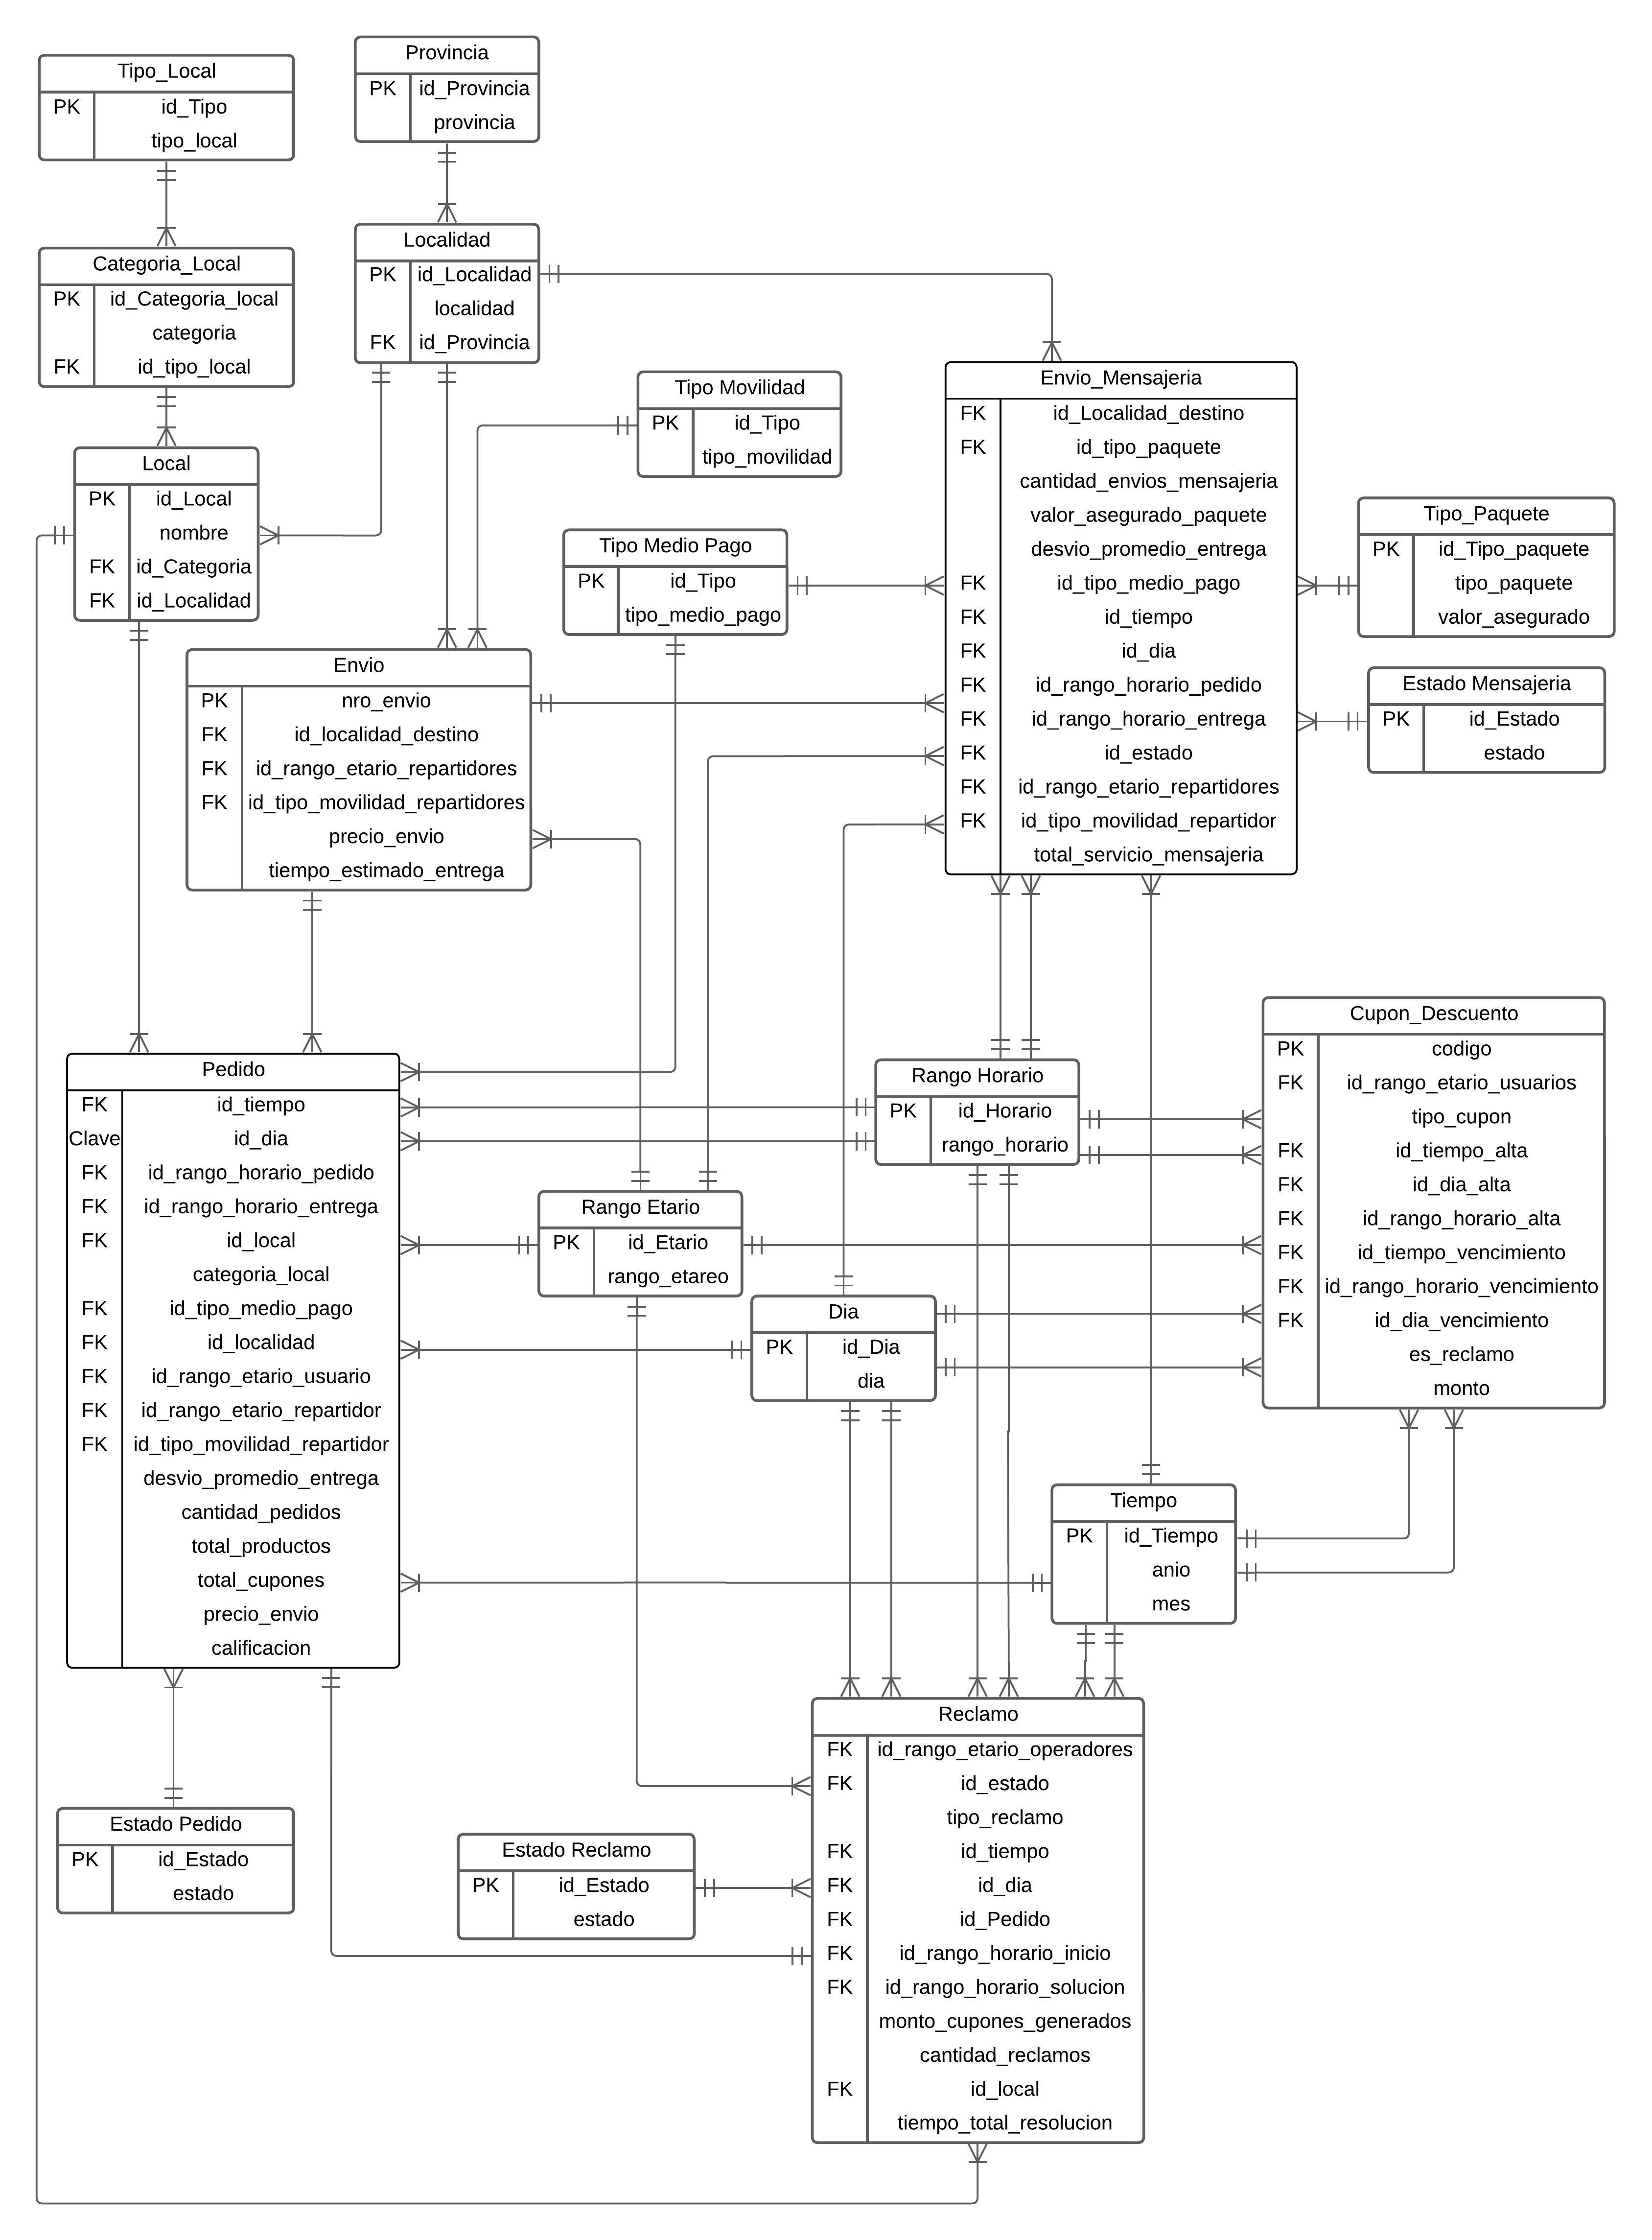 Tipo_Local
PK id_Tipo
tipo_local
Provincia
PK id_Provincia
provincia
Categoria_Local
PK id_Categoria_local
categoria
FK id_tipo_local
Localidad
PK id_Localidad
localidad
FK id_Provincia
Local
PK id_Local
nombre
FK id_Categoria
FK id_Localidad
Tipo Movilidad
PK id_Tipo
tipo_movilidad
Tipo Medio Pago
PK id_Tipo
tipo_medio_pago
Envio_Mensajeria
FK id_Localidad_destino
FK id_tipo_paquete
cantidad_envios_mensajeria
valor_asegurado_paquete
desvio_promedio_entrega
FK id_tipo_medio_pago
FK id_tiempo
FK id_dia
FK id_rango_horario_pedido
FK id_rango_horario_entrega
FK id_estado
FK id_rango_etario_repartidores
FK id_tipo_movilidad_repartidor
total_servicio_mensajeria
Tipo_Paquete
PK id_Tipo_paquete
tipo_paquete
valor_asegurado
Estado Mensajeria
PK id_Estado
estado
Envio
PK nro_envio
FK id_localidad_destino
FK id_rango_etario_repartidores
FK id_tipo_movilidad_repartidores
precio_envio
tiempo_estimado_entrega
Pedido
FK id_tiempo
Clave id_dia
FK id_rango_horario_pedido
FK id_rango_horario_entrega
FK id_local
categoria_local
FK id_tipo_medio_pago
FK id_localidad
FK id_rango_etario_usuario
FK id_rango_etario_repartidor
FK id_tipo_movilidad_repartidor
desvio_promedio_entrega
cantidad_pedidos
total_productos
total_cupones
precio_envio
calificacion
Rango Horario
PK id_Horario
rango_horario
Rango Etario
PK id_Etario
rango_etareo
Dia
PK id_Dia
dia
Cupon_Descuento
PK codigo
FK id_rango_etario_usuarios
tipo_cupon
FK id_tiempo_alta
FK id_dia_alta
FK id_rango_horario_alta
FK id_tiempo_vencimiento
FK id_rango_horario_vencimiento
FK id_dia_vencimiento
es_reclamo
monto
Tiempo
PK id_Tiempo
anio
mes
Reclamo
FK id_rango_etario_operadores
FK id_estado
tipo_reclamo
FK id_tiempo
FK id_dia
FK id_Pedido
FK id_rango_horario_inicio
FK id_rango_horario_solucion
monto_cupones_generados
cantidad_reclamos
FK id_local
tiempo_total_resolucion
Estado Pedido
PK id_Estado
estado
Estado Reclamo
PK id_Estado
estado